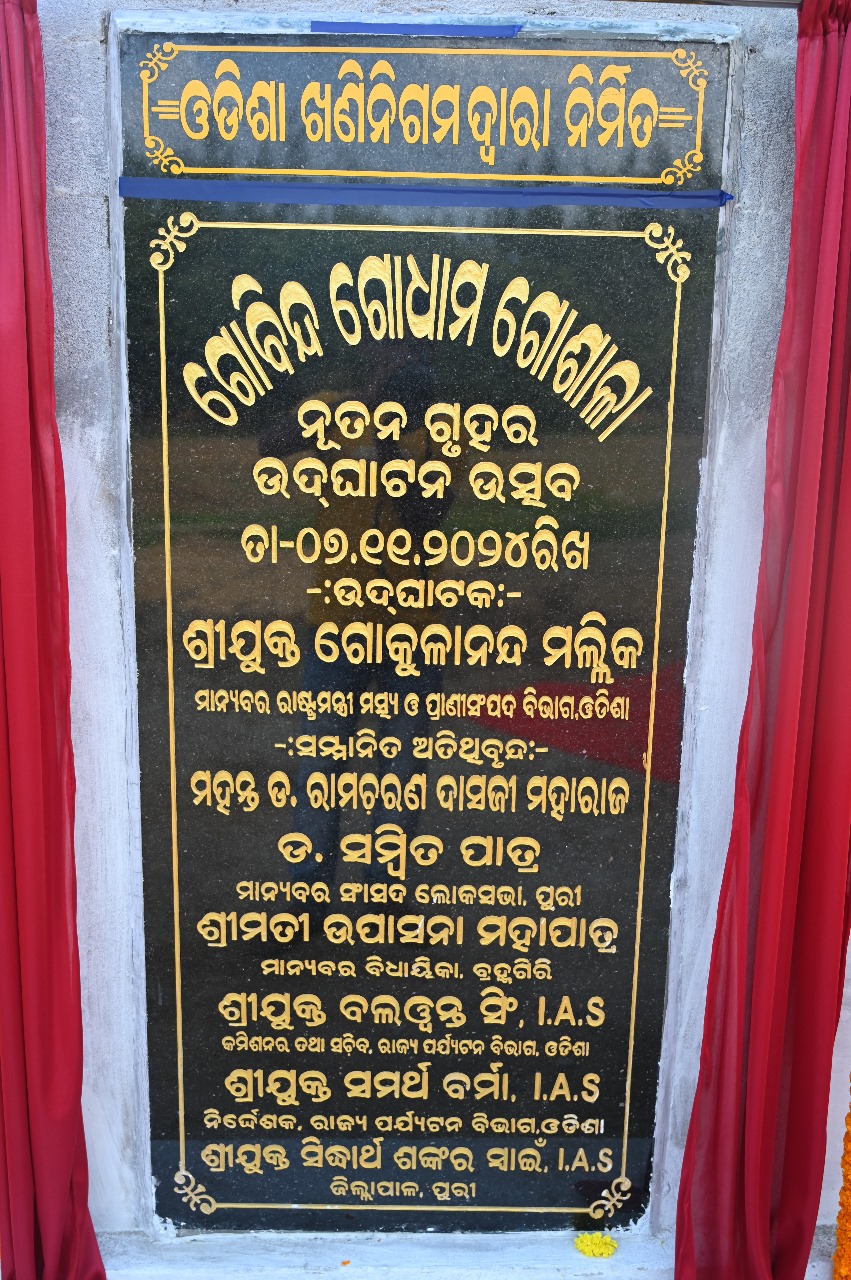 ଓଡିଶା ଖଣିନିଗମ ଦ୍ଵାରା ନିର୍ମିତ
ଗୋବିନ୍ଦ ଗୋଧାମ ଗୋଶାଳା
ନୂତନ ଗୃହର
ଉଦ୍‌ଘାଟନ ଉତ୍ସବ
ତା-୦୭.୧୧.୨୦୨୪ରିଖ
-:ଉଦ୍‌ଘାଟକ:-
ଶ୍ରୀଯୁକ୍ତ ଗୋକୁଳାନନ୍ଦ ମଲ୍ଲିକ
ମାନ୍ୟବର ରାଷ୍ଟ୍ରମନ୍ତ୍ରୀ ମତ୍ସ୍ୟ ଓ ପ୍ରାଣୀସଂପଦ ବିଭାଗ,ଓଡିଶା
-:ସମ୍ମାନିତ ଅତିଥିବୃନ୍ଦ:-
ମହନ୍ତ ଡ. ରାମଚରଣ ଦାସଜୀ ମହାରାଜ
ଡ. ସମ୍ବିତ ପାତ୍ର
ମାନ୍ୟବର ସାଂସଦ ଲୋକସଭା, ପୁରୀ
ଶ୍ରୀମତୀ ଉପାସନା ମହାପାତ୍ର
ମାନ୍ୟବର ବିଧାୟିକା, ବ୍ରହ୍ମଗିରି
ଶ୍ରୀଯୁକ୍ତ ବଲୱନ୍ତ ସିଂ, I.A.S
କମିଶନର ତଥା ସଚିବ, ରାଜ୍ୟ ପର୍ଯ୍ୟଟନ ବିଭାଗ, ଓଡିଶା
ଶ୍ରୀଯୁକ୍ତ ସମର୍ଥ ବର୍ମା, I.A.S
ନିର୍ଦ୍ଦେଶକ, ରାଜ୍ୟ ପର୍ଯ୍ୟଟନ ବିଭାଗ,ଓଡିଶା
ଶ୍ରୀଯୁକ୍ତ ସିଦ୍ଧାର୍ଥ ଶଙ୍କର ସ୍ୱାଇଁ, I.A.S
ଜିଲ୍ଲାପାଳ, ପୁରୀ